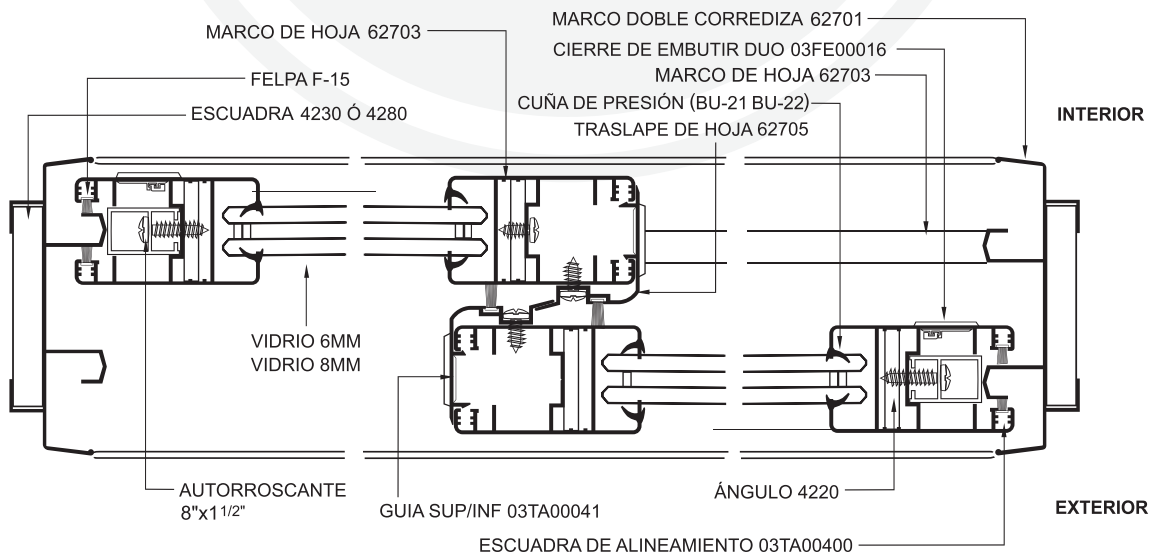 MARCO DOBLE CORREDIZA 62701
MARCO DE HOJA 62703
CIERRE DE EMBUTIR DUO 03FE00016
FELPA F-15
MARCO DE HOJA 62703
CUÑA DE PRESIÓN (BU-21 BU-22)
ESCUADRA 4230 Ó 4280
INTERIOR
TRASLAPE DE HOJA 62705
VIDRIO 6MM
VIDRIO 8MM
AUTORROSCANTE
8"x1 1/2"
GUIA SUP/INF 03TA00041
ÁNGULO 4220
EXTERIOR
ESCUADRA DE ALINEAMIENTO 03TA00400